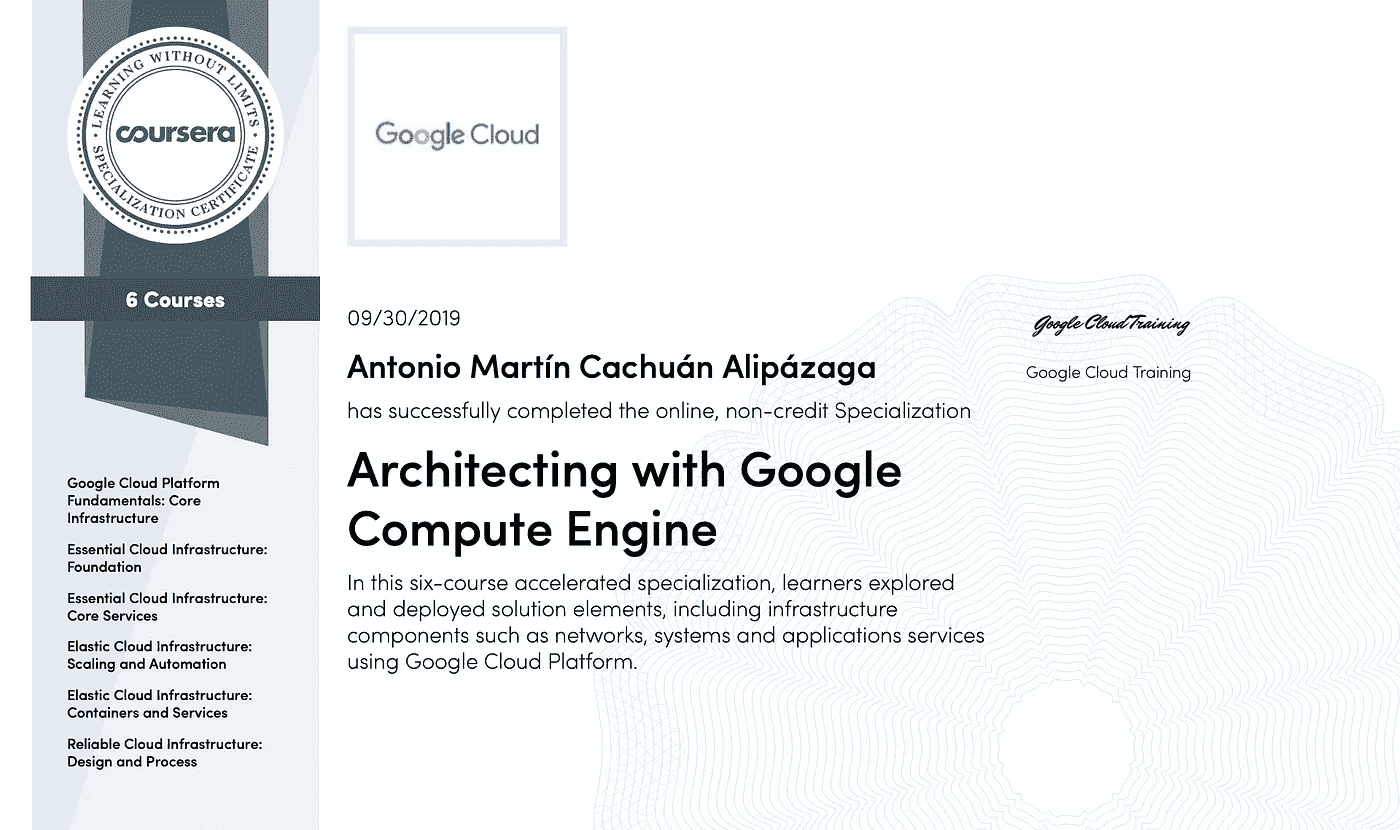 LEARNING WITHOUT LIMITS
coursera
SPECIALIZATION CERTIFICATE
6 Courses
Google Cloud Platform
Fundamentals: Core
Infrastructure
Essential Cloud Infrastructure:
Foundation
Essential Cloud Infrastructure:
Core Services
Elastic Cloud Infrastructure:
Scaling and Automation
Elastic Cloud Infrastructure:
Containers and Services
Reliable Cloud Infrastructure:
Design and Process
Google Cloud
09/30/2019
Antonio Martín Cachuán Alipázaga
has successfully completed the online, non-credit Specialization
Architecting with Google
Compute Engine
In this six-course accelerated specialization, learners explored
and deployed solution elements, including infrastructure
components such as networks, systems and applications services
using Google Cloud Platform.
Google Cloud Training
Google Cloud Training